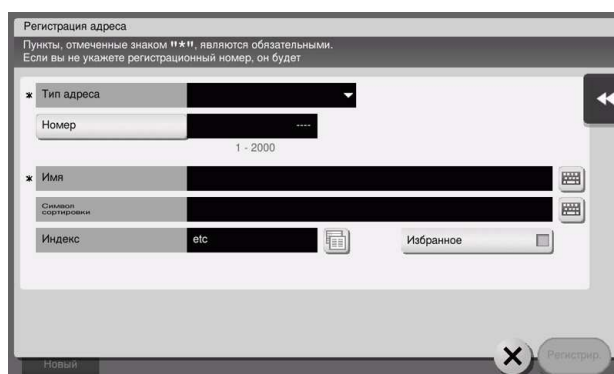 Регистрация адреса
Пункты, отмеченные знаком "*", являются обязательными.
Если вы не укажете регистрационный номер, он будет
* Тип адреса
Номер ----
1 - 2000
* Имя
Символ
сортировки
Индекс etc Избранное
Новый Регистрир.